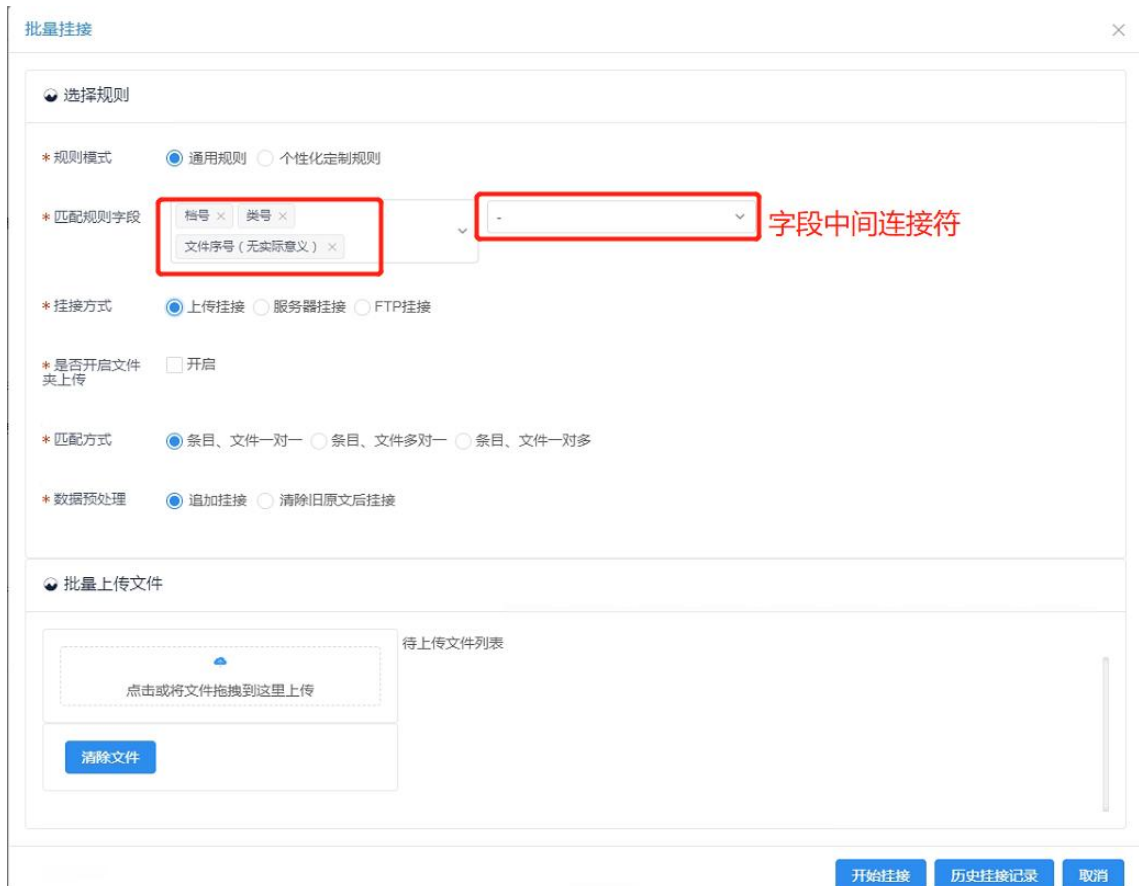 批量挂接
选择规则
* 规则模式 通用规则 个性化定制规则
* 匹配规则字段 档号 × 类号 × - 字段中间连接符
文件序号（无实际意义） ×
* 挂接方式 上传挂接 服务器挂接 FTP挂接
* 是否开启文件 开启
夹上传
* 匹配方式 条目、文件一对一 条目、文件多对一 条目、文件一对多
* 数据预处理 追加挂接 清除旧原文后挂接
批量上传文件
待上传文件列表
点击或将文件拖拽到这里上传
清除文件
开始挂接 历史挂接记录 取消